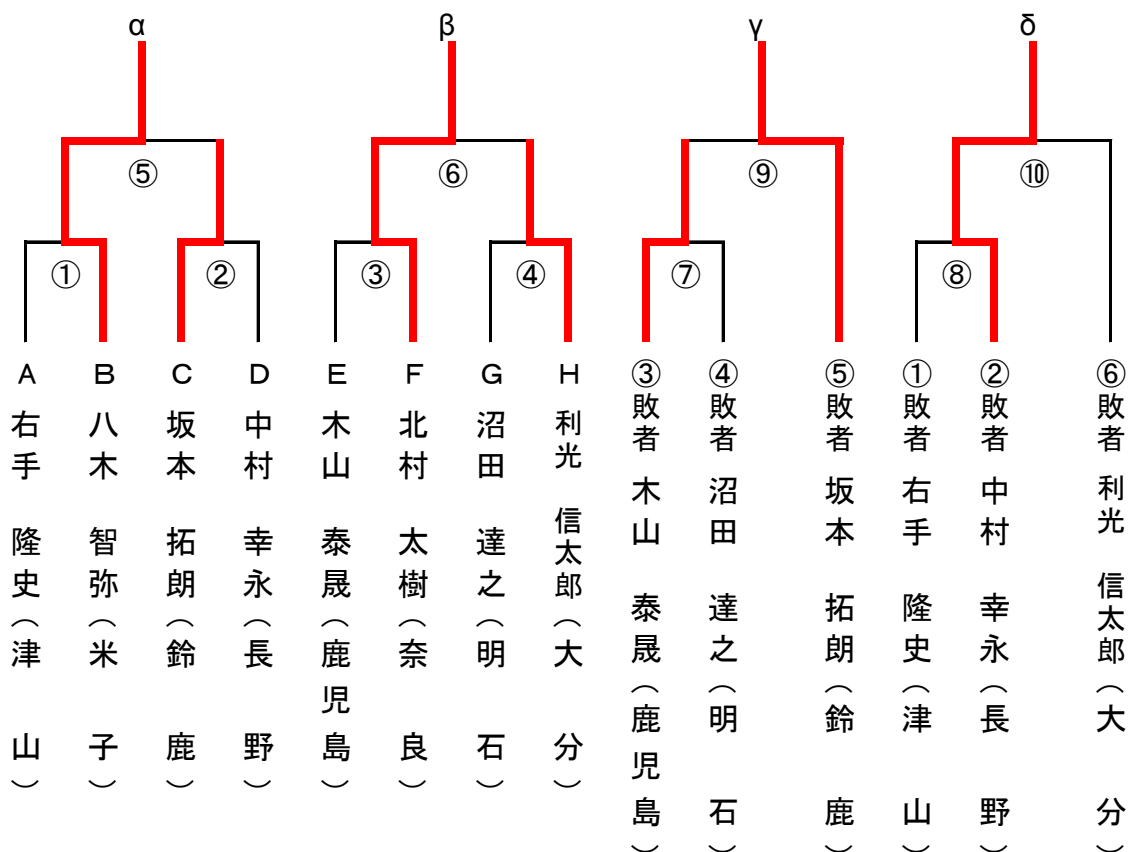 α β γ δ
⑤ ⑥ ⑨ ⑩
① ② ③ ④ ⑦ ⑧
A 右手 隆史(津山)
B 八木 智弥(米子)
C 坂本 拓朗(鈴鹿)
D 中村 幸永(長野)
E 木山 泰晟(鹿児島)
F 北村 太樹(奈良)
G 沼田 達之(明石)
H 利光 信太郎(大分)
③敗者 木山 泰晟(鹿児島)
④敗者 沼田 達之(明石)
⑤敗者 坂本 拓朗(鈴鹿)
①敗者 右手 隆史(津山)
②敗者 中村 幸永(長野)
⑥敗者 利光 信太郎(大分)